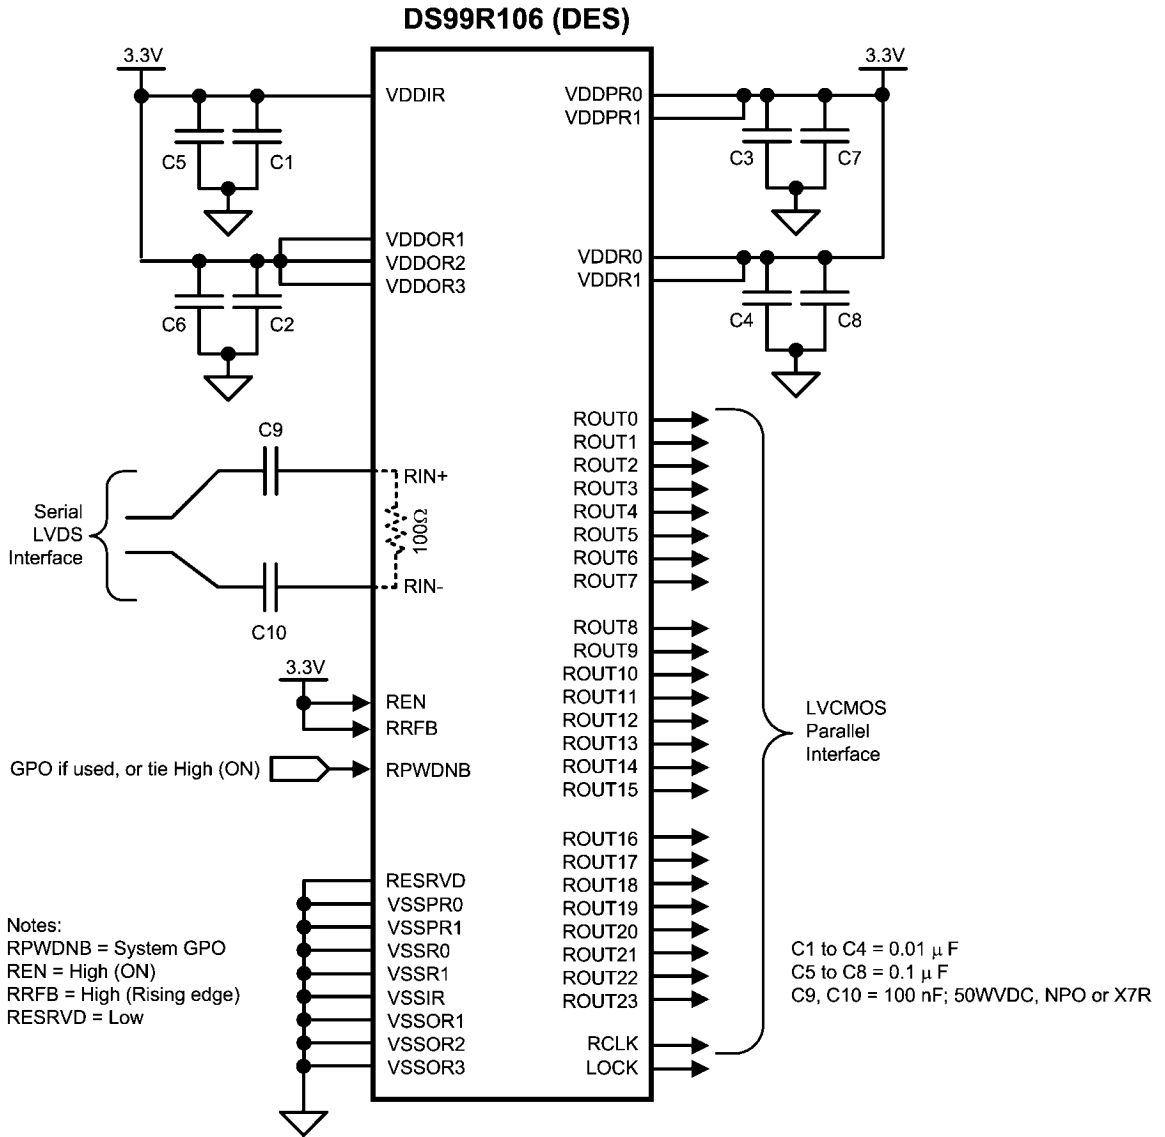 DS99R106 (DES)
3.3V
3.3V
VDDIR
VDDPR0
VDDPR1
C5
C1
C3
C7
VDDOR1
VDDOR2
VDDOR3
VDDR0
VDDR1
C6
C2
C4
C8
Serial
LVDS
Interface
C9
C10
RIN+
100Ω
RIN-
3.3V
REN
RRFB
GPO if used, or tie High (ON)
RPWDNB
RESRVD
VSSPR0
VSSPR1
VSSR0
VSSR1
VSSIR
VSSOR1
VSSOR2
VSSOR3
ROUT0
ROUT1
ROUT2
ROUT3
ROUT4
ROUT5
ROUT6
ROUT7
ROUT8
ROUT9
ROUT10
ROUT11
ROUT12
ROUT13
ROUT14
ROUT15
ROUT16
ROUT17
ROUT18
ROUT19
ROUT20
ROUT21
ROUT22
ROUT23
RCLK
LOCK
LVCMOS
Parallel
Interface
Notes:
RPWDNB = System GPO
REN = High (ON)
RRFB = High (Rising edge)
RESRVD = Low
C1 to C4 = 0.01 μ F
C5 to C8 = 0.1 μ F
C9, C10 = 100 nF; 50WVDC, NPO or X7R